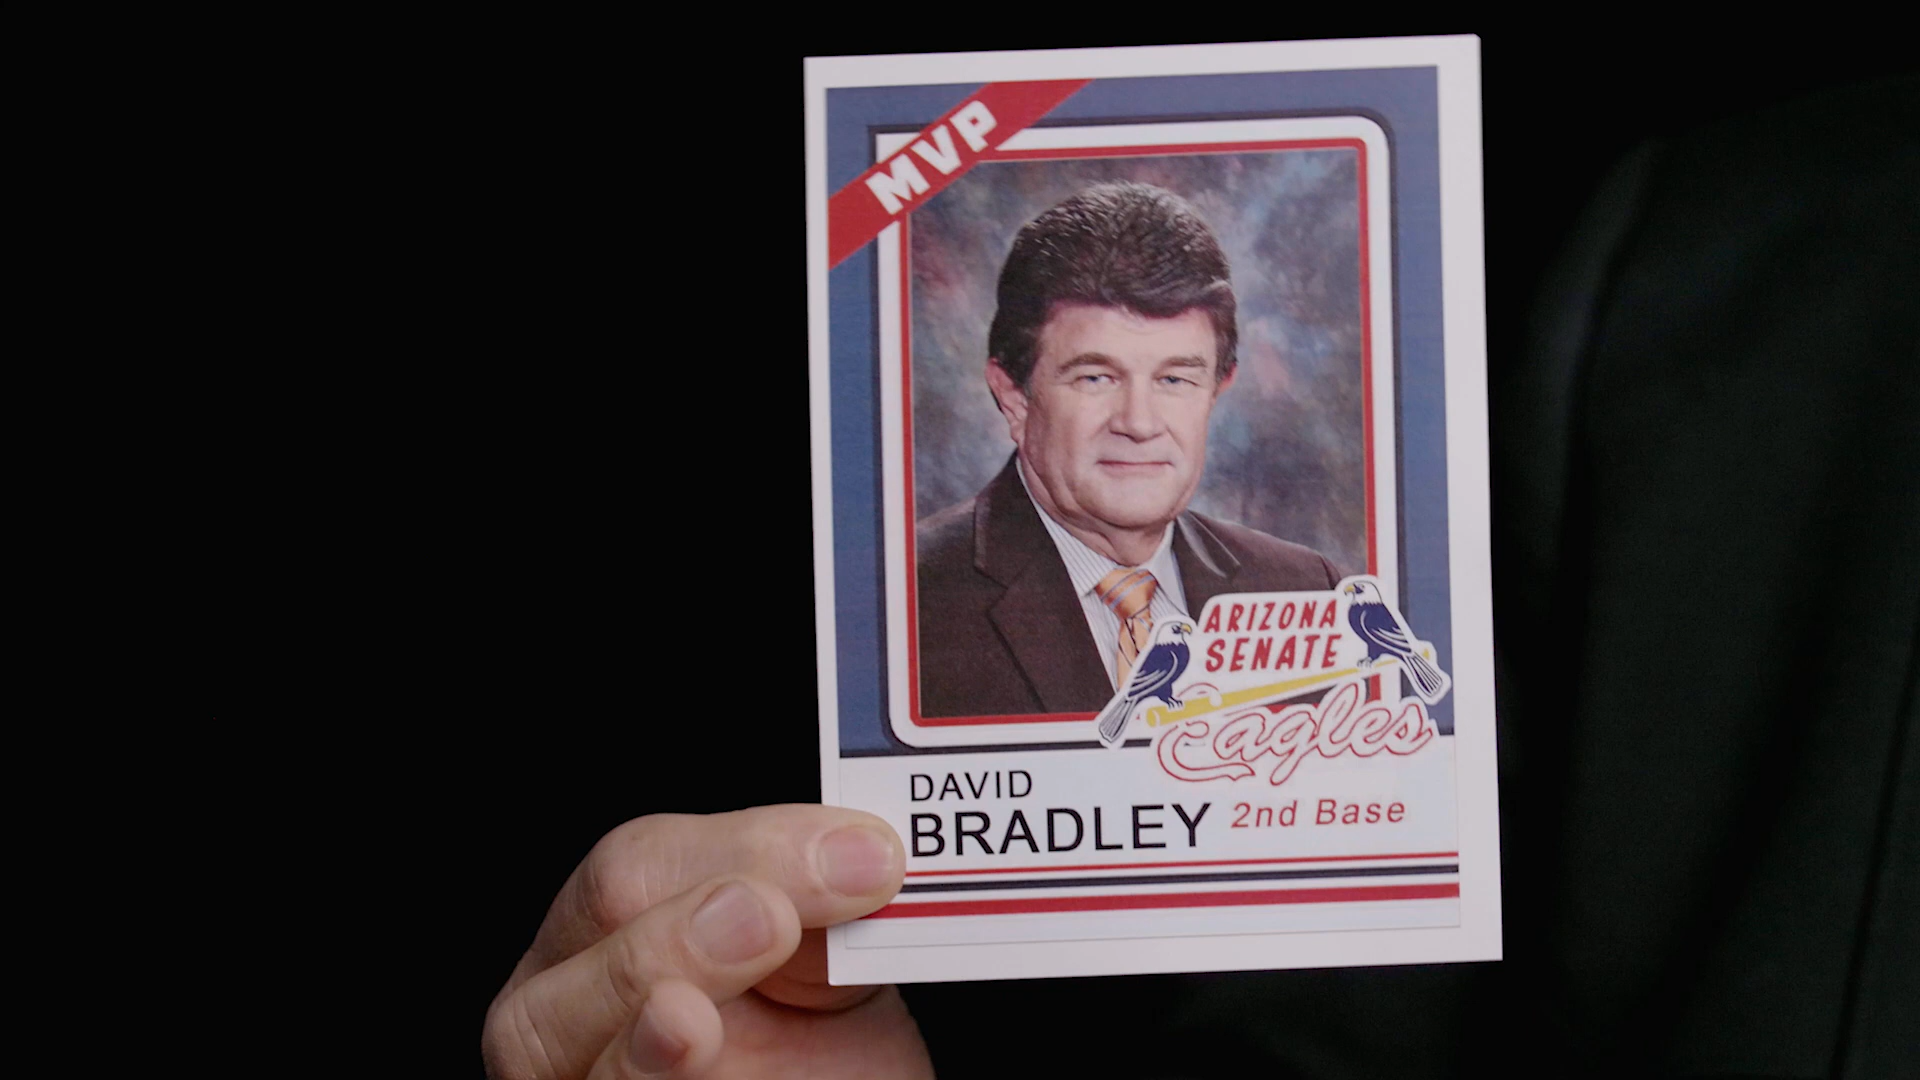 MVP
ARIZONA
SENATE
Eagles
DAVID
BRADLEY
2nd Base